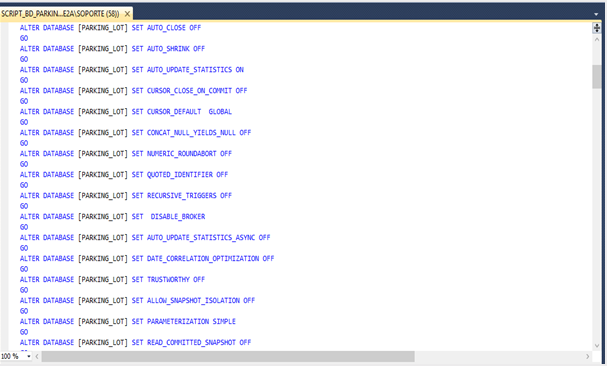 SCRIPT_BD_PARKIN...E2A\SOPORTE (58))
ALTER DATABASE [PARKING_LOT] SET AUTO_CLOSE OFF
GO
ALTER DATABASE [PARKING_LOT] SET AUTO_SHRINK OFF
GO
ALTER DATABASE [PARKING_LOT] SET AUTO_UPDATE_STATISTICS ON
GO
ALTER DATABASE [PARKING_LOT] SET CURSOR_CLOSE_ON_COMMIT OFF
GO
ALTER DATABASE [PARKING_LOT] SET CURSOR_DEFAULT  GLOBAL
GO
ALTER DATABASE [PARKING_LOT] SET CONCAT_NULL_YIELDS_NULL OFF
GO
ALTER DATABASE [PARKING_LOT] SET NUMERIC_ROUNDABORT OFF
GO
ALTER DATABASE [PARKING_LOT] SET QUOTED_IDENTIFIER OFF
GO
ALTER DATABASE [PARKING_LOT] SET RECURSIVE_TRIGGERS OFF
GO
ALTER DATABASE [PARKING_LOT] SET  DISABLE_BROKER
GO
ALTER DATABASE [PARKING_LOT] SET AUTO_UPDATE_STATISTICS_ASYNC OFF
GO
ALTER DATABASE [PARKING_LOT] SET DATE_CORRELATION_OPTIMIZATION OFF
GO
ALTER DATABASE [PARKING_LOT] SET TRUSTWORTHY OFF
GO
ALTER DATABASE [PARKING_LOT] SET ALLOW_SNAPSHOT_ISOLATION OFF
GO
ALTER DATABASE [PARKING_LOT] SET PARAMETERIZATION SIMPLE
GO
ALTER DATABASE [PARKING_LOT] SET READ_COMMITTED_SNAPSHOT OFF
100 %